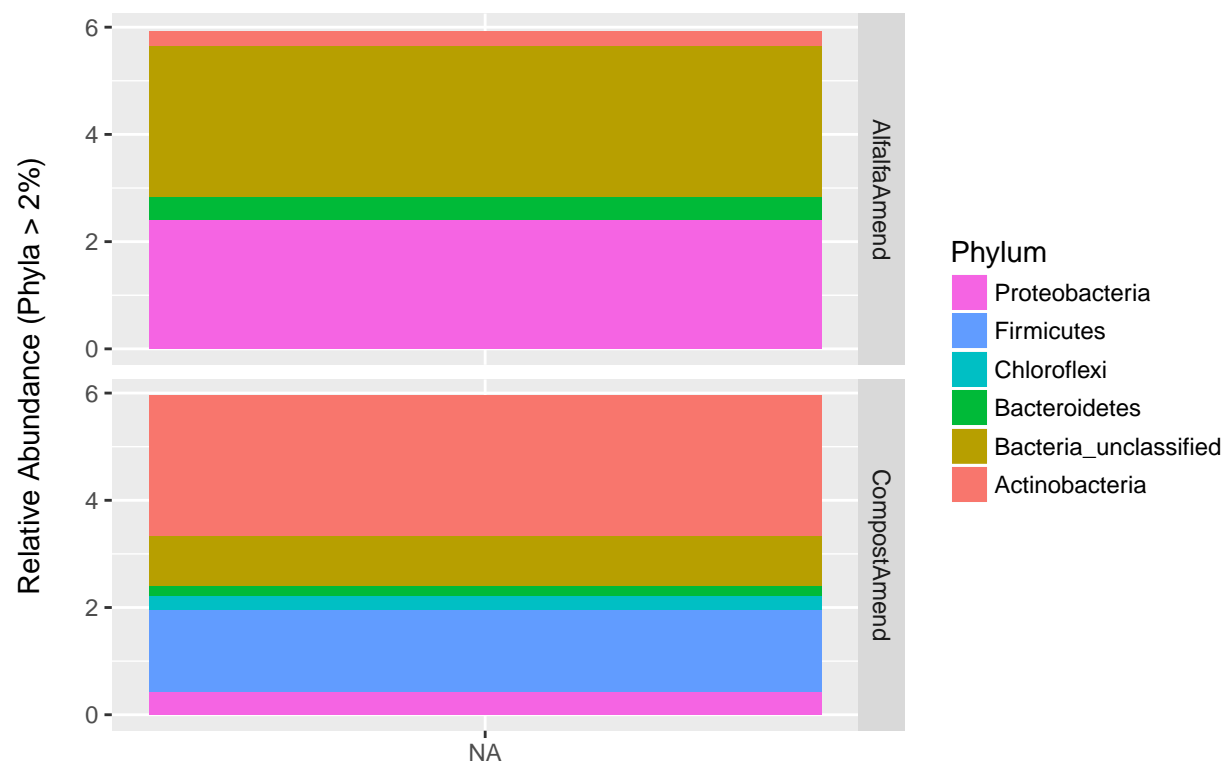 Relative Abundance (Phyla > 2%)
6
4
2
0
AlfalfaAmend
6
4
2
0
CompostAmend
NA
Phylum
Proteobacteria
Firmicutes
Chloroflexi
Bacteroidetes
Bacteria_unclassified
Actinobacteria